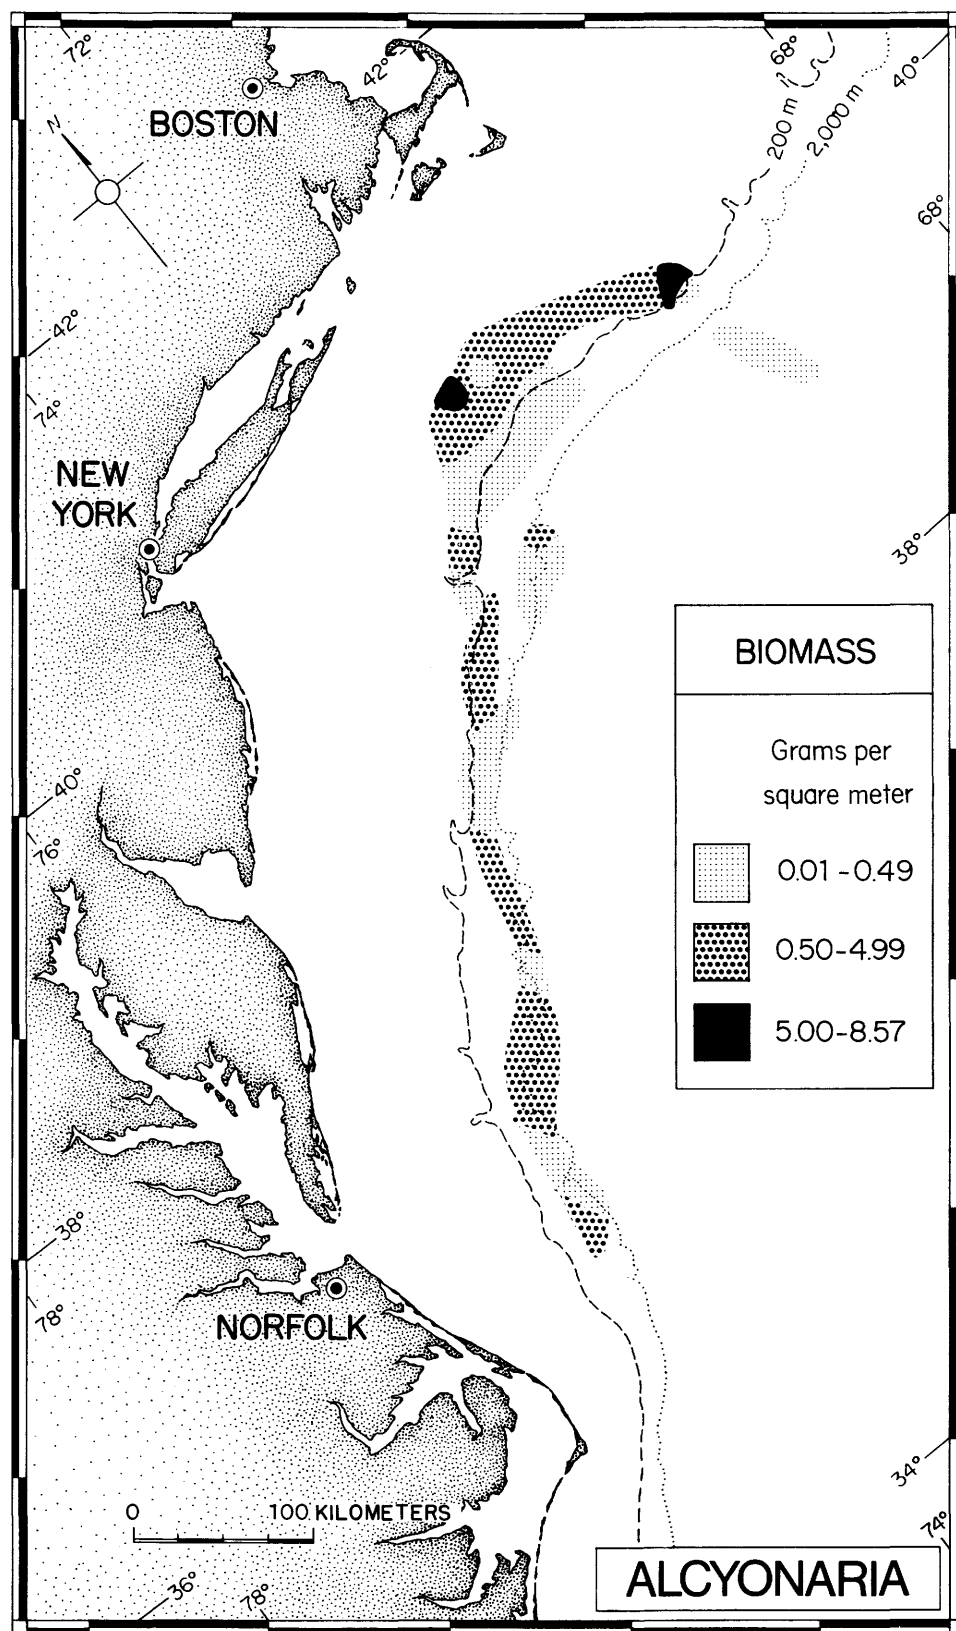 72°
42°
68°
40°
BOSTON
N
200 m
2,000 m
68°
42°
74°
NEW
YORK
38°
BIOMASS
Grams per
square meter
0.01-0.49
0.50-4.99
5.00-8.57
40°
76°
38°
78°
NORFOLK
34°
0
100 KILOMETERS
74°
ALCYONARIA
36°
78°